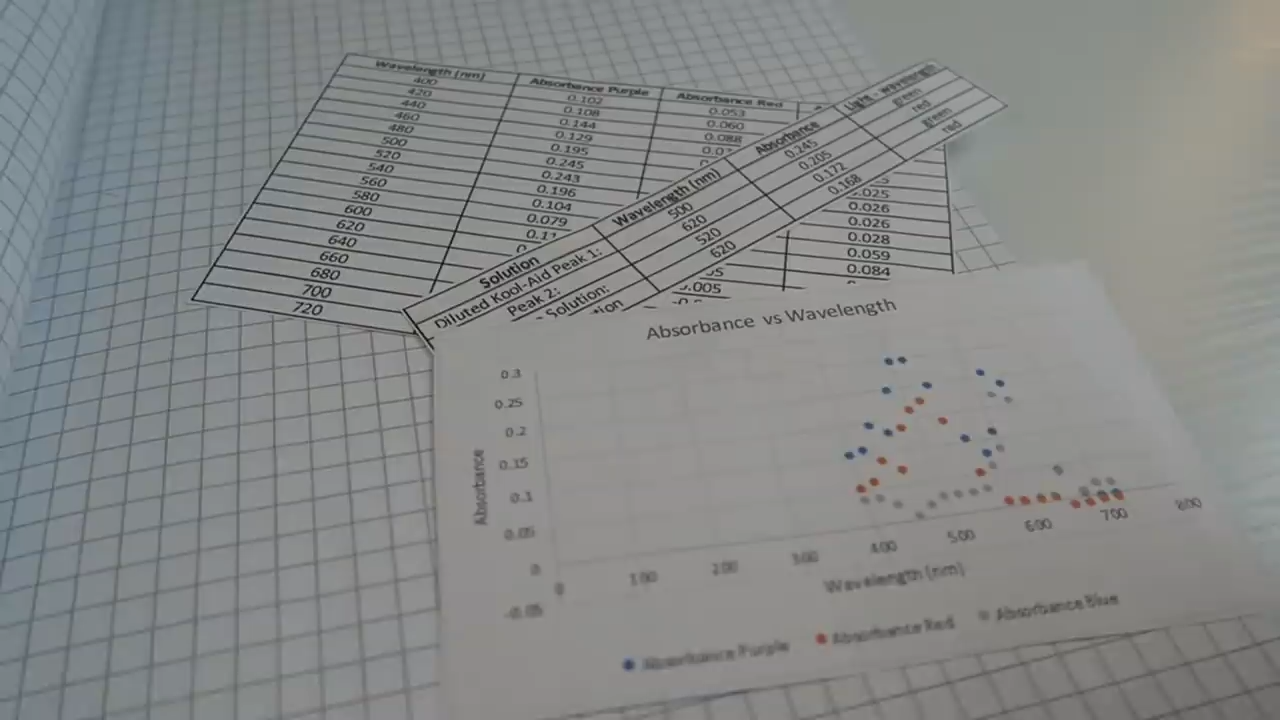 Wavelength (nm) Absorbance Purple Absorbance Red
400 0.102 0.053
420 0.108 0.060
440 0.144 0.088
460 0.129
480 0.195
500 0.245
520 0.243
540 0.196
560 0.104
580 0.079
600
620
640
660
680
700
720
.025
0.026
0.026
0.028
0.059
0.084
.005
Solution Wavelength (nm) Absorbance Light - wavelength
Diluted Kool-Aid Peak 1: 500 0.245 green
Peak 2: 620 0.205 red
Solution: 520 0.172 green
620 0.168 red
Absorbance vs Wavelength
Absorbance
0.3
0.25
0.2
0.15
0.1
0.05
0
-0.05
0 100 200 300 400 500 600 700 800
Wavelength (nm)
Absorbance Purple Absorbance Red Absorbance Blue